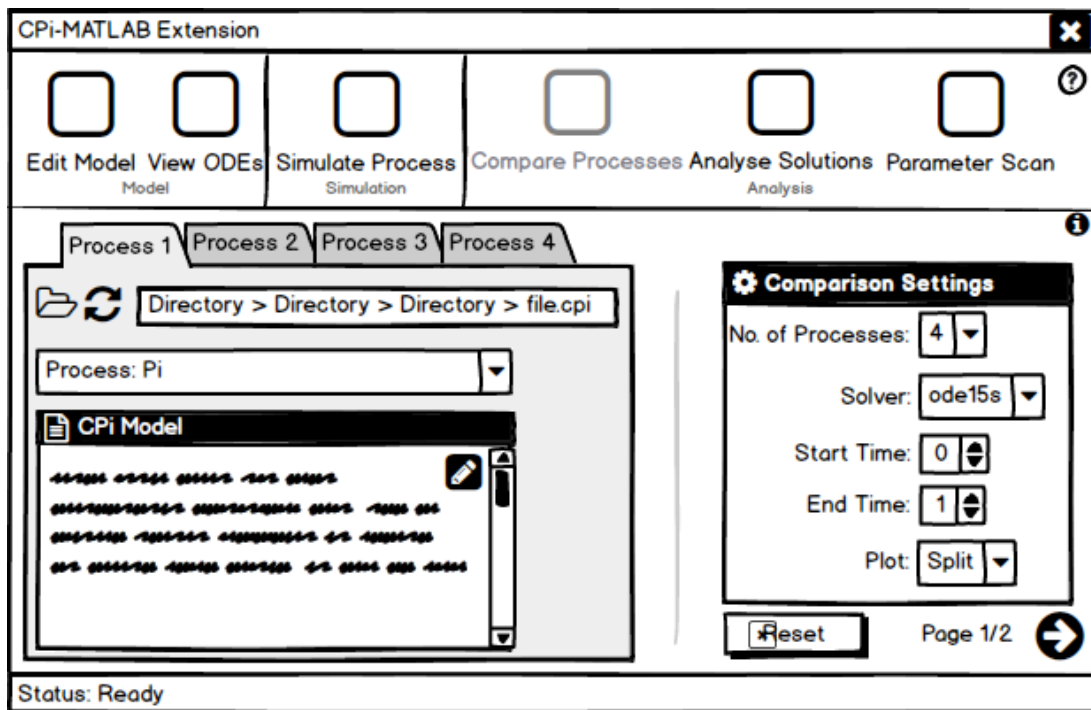 CPi-MATLAB Extension
Edit Model View ODEs Simulate Process Compare Processes Analyse Solutions Parameter Scan
Model Simulation Analysis
Process 1 Process 2 Process 3 Process 4
Directory > Directory > Directory > file.cpi
Process: Pi
CPi Model
Comparison Settings
No. of Processes: 4
Solver: ode15s
Start Time: 0
End Time: 1
Plot: Split
Reset Page 1/2
Status: Ready